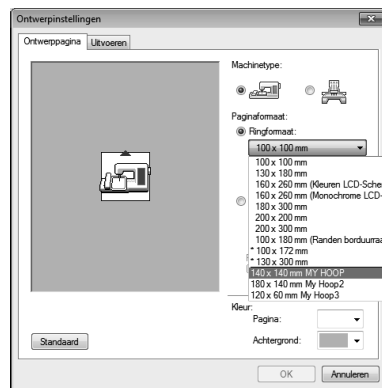 Ontwerpinstellingen
Ontwerppagina
Uitvoeren
Machinetype:
Paginaformaat:
Ringformaat:
100 x 100 mm
100 x 100 mm
130 x 180 mm
160 x 260 mm (Kleuren LCD-Sche
160 x 260 mm (Monochrome LCD-
180 x 300 mm
200 x 200 mm
200 x 300 mm
100 x 180 mm (Randen borduurraa
* 100 x 172 mm
* 130 x 300 mm
140 x 140 mm MY HOOP
180 x 140 mm My Hoop2
120 x 60 mm My Hoop3
Kleur:
Pagina:
Standaard
Achtergrond:
OK
Annuleren